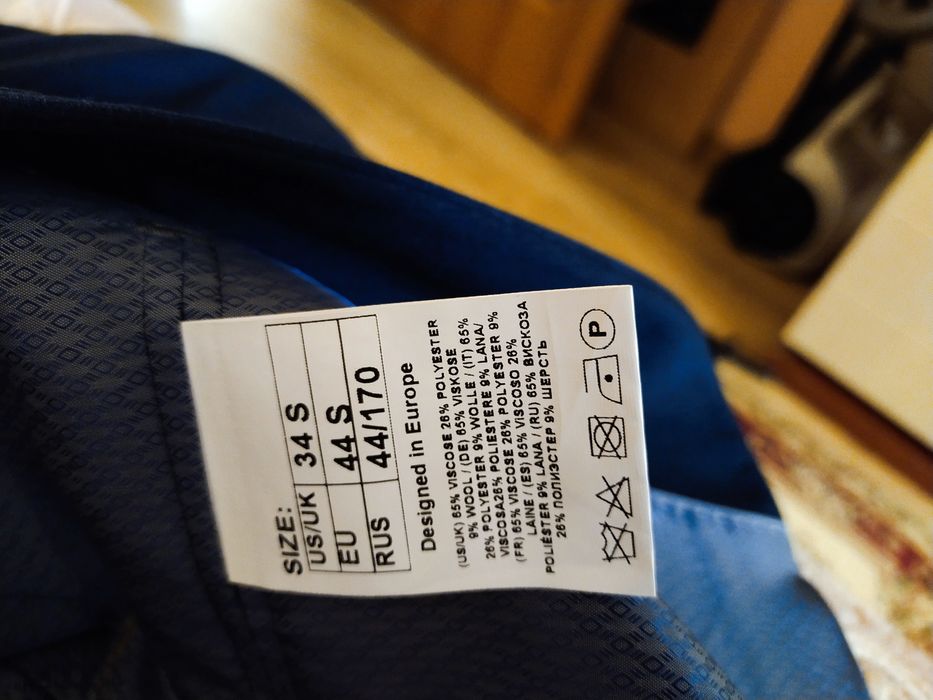 SIZE:
US/UK 34 S
EU 44 S
RUS 44/170
Designed in Europe
(US/UK) 65% VISCOSE 26% POLYESTER
9% WOOL / (DE) 65% VISKOSE
26% POLYESTER 9% WOLLE / (IT) 65%
VISCOSA26% POLIESTERE 9% LANA/
(FR) 65% VISCOSE 26% POLYESTER 9%
LAINE / (ES) 65% VISCOSO 26%
POLIÉSTER 9% LANA / (RU) 65% ВИСКОЗА
26% ПОЛИЭСТЕР 9% ШЕРСТЬ
P